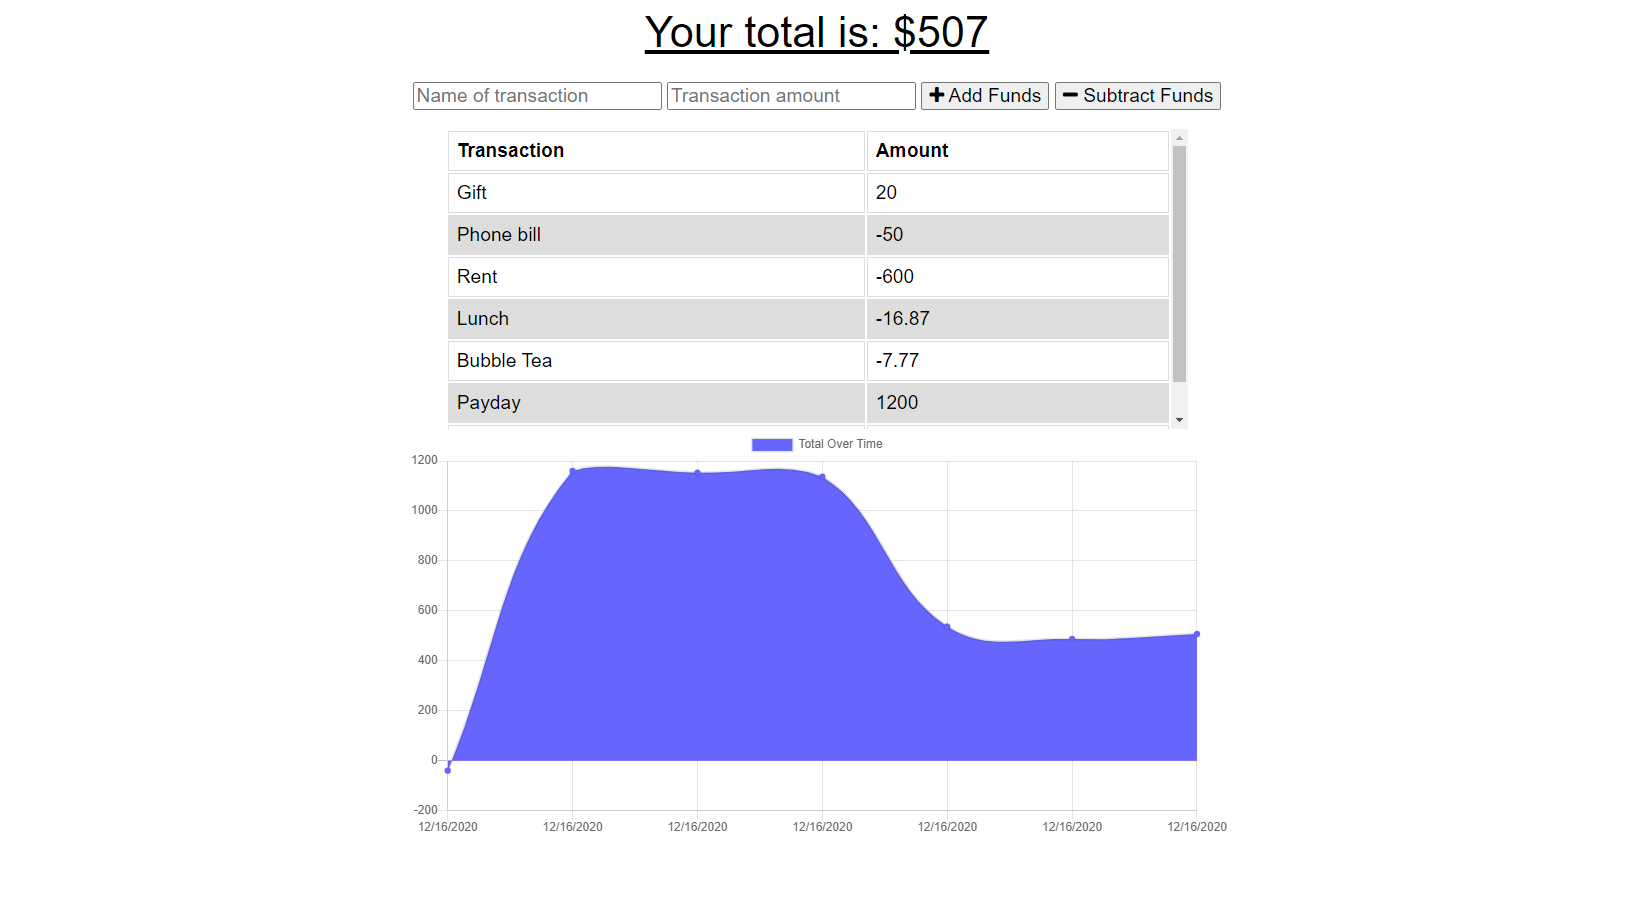 Your total is: $507
Name of transaction Transaction amount Add Funds Subtract Funds
Transaction Amount
Gift 20
Phone bill -50
Rent -600
Lunch -16.87
Bubble Tea -7.77
Payday 1200
Total Over Time
1200
1000
800
600
400
200
0
-200
12/16/2020 12/16/2020 12/16/2020 12/16/2020 12/16/2020 12/16/2020 12/16/2020